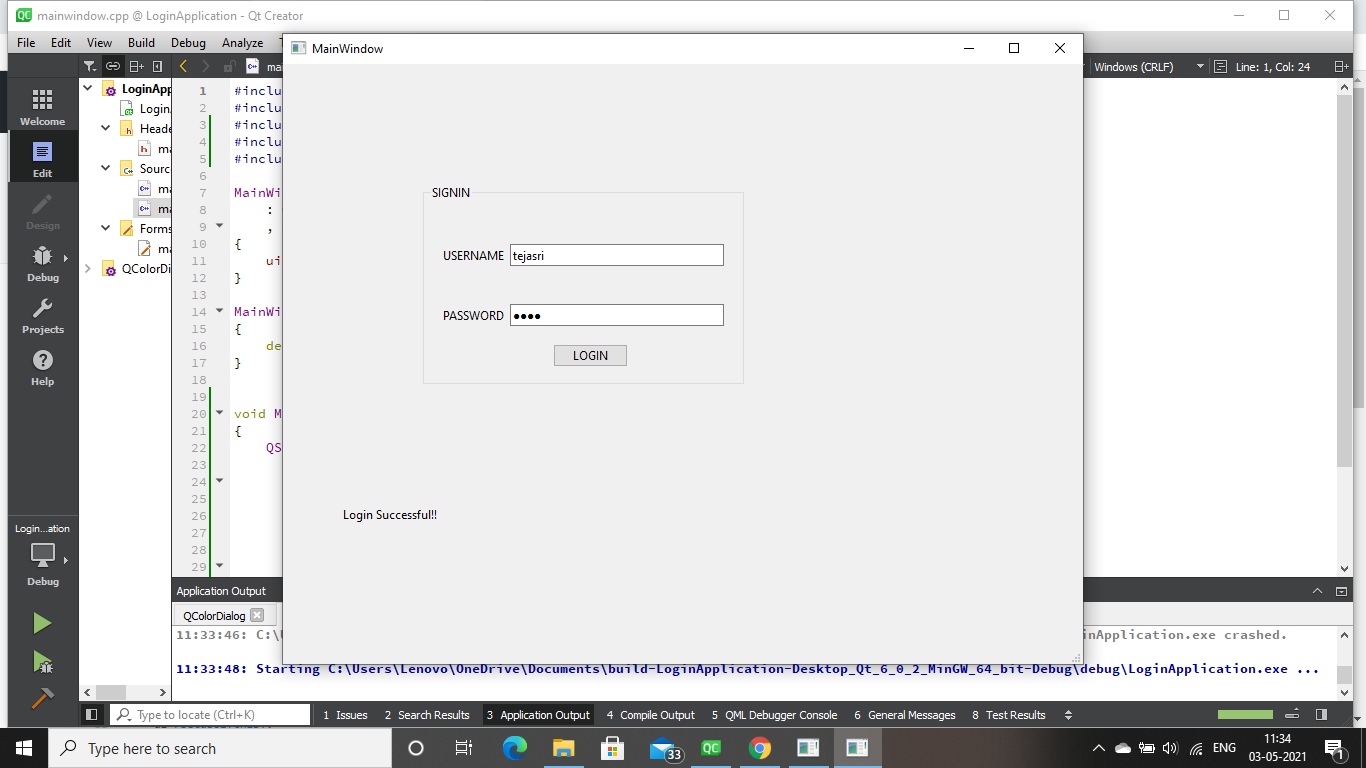 mainwindow.cpp @ LoginApplication - Qt Creator
File Edit View Build Debug Analyze
MainWindow
Windows (CRLF) Line: 1, Col: 24
Welcome
Edit
Design
Debug
Projects
Help
Login...ation
Debug
LoginApp
Login
Heade
ma
Sourc
ma
ma
Forms
ma
QColorDi
1 #inclu
2 #inclu
3 #inclu
4 #inclu
5 #inclu
6
7 MainWi
8 :
9 ,
10 {
11 ui
12 }
13
14 MainWi
15 {
16 de
17 }
18
19
20 void M
21 {
22 QS
23
24
25
26
27
28
29
SIGNIN
USERNAME tejasri
PASSWORD ●●●●
LOGIN
Login Successful!!
Application Output
QColorDialog
11:33:46: C:\ inApplication.exe crashed.
11:33:48: Starting C:\Users\Lenovo\OneDrive\Documents\build-LoginApplication-Desktop_Qt_6_0_2_MinGW_64_bit-Debug\debug\LoginApplication.exe ...
Type to locate (Ctrl+K) 1 Issues 2 Search Results 3 Application Output 4 Compile Output 5 QML Debugger Console 6 General Messages 8 Test Results
Type here to search 33 QC ENG 11:34
03-05-2021 1